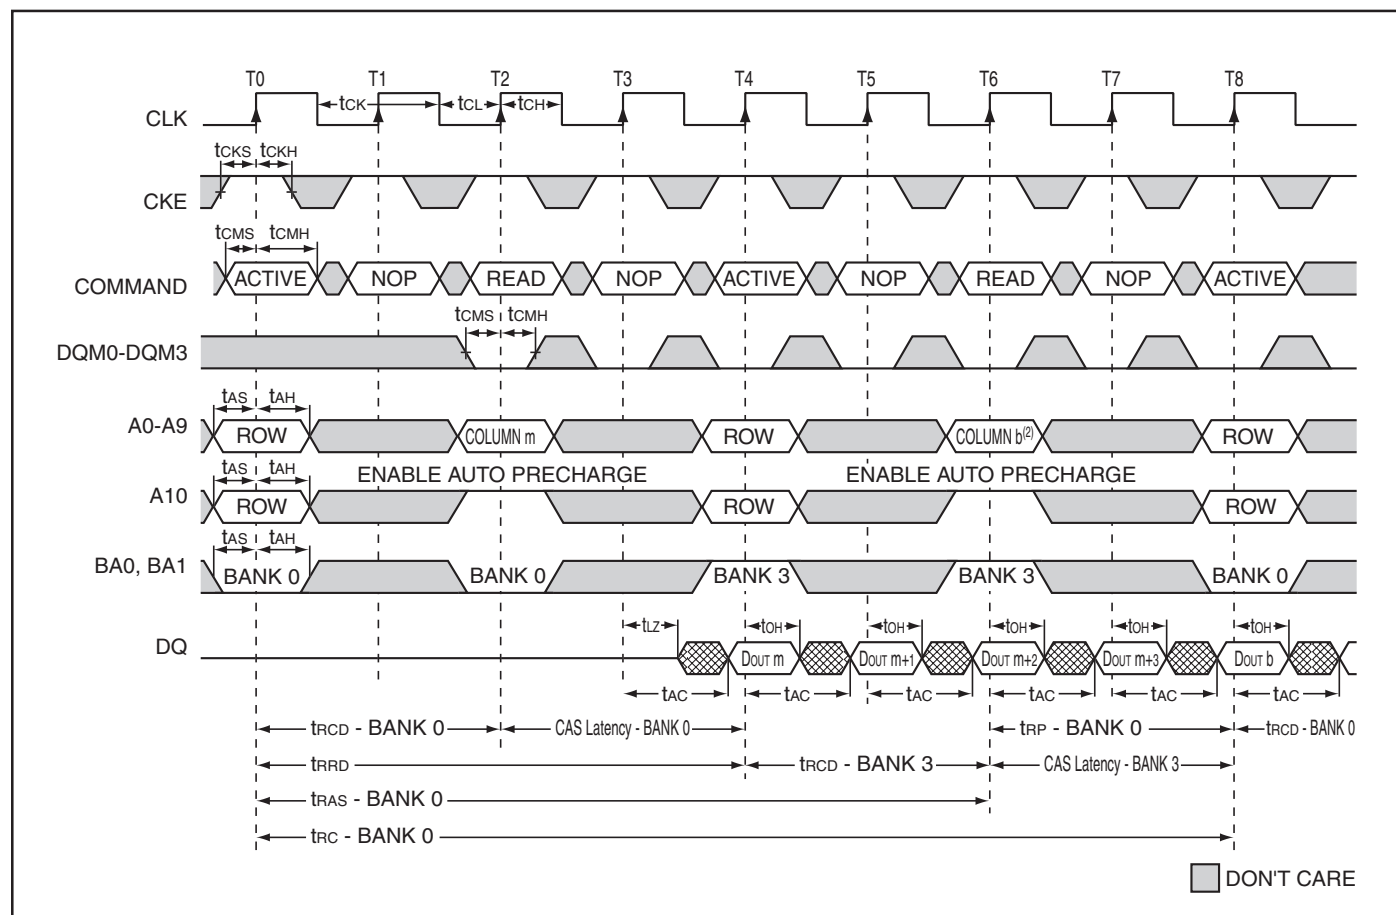 T0 T1 T2 T3 T4 T5 T6 T7 T8
tCK tCL tCH
CLK
tCKS tCKH
CKE
tCMS tCMH
COMMAND ACTIVE NOP READ NOP ACTIVE NOP READ NOP ACTIVE
tCMS tCMH
DQM0-DQM3
tAS tAH
A0-A9 ROW COLUMN m ROW COLUMN b(2) ROW
tAS tAH ENABLE AUTO PRECHARGE ENABLE AUTO PRECHARGE
A10 ROW ROW ROW
tAS tAH
BA0, BA1 BANK 0 BANK 0 BANK 3 BANK 3 BANK 0
tLZ tOH tOH tOH tOH tOH
DQ DOUT m DOUT m+1 DOUT m+2 DOUT m+3 DOUT b
tAC tAC tAC tAC tAC tAC
tRCD - BANK 0 CAS Latency - BANK 0 tRP - BANK 0 tRCD - BANK 0
tRRD tRCD - BANK 3 CAS Latency - BANK 3
tRAS - BANK 0
tRC - BANK 0
DON'T CARE